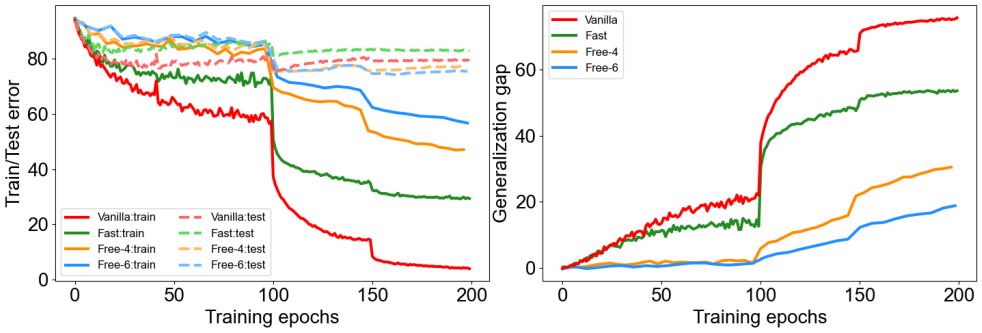 Train/Test error
80
60
40
20
0
Vanilla:train
Fast:train
Free-4:train
Free-6:train
Vanilla:test
Fast:test
Free-4:test
Free-6:test
0 50 100 150 200
Training epochs
Generalization gap
60
40
20
0
Vanilla
Fast
Free-4
Free-6
0 50 100 150 200
Training epochs